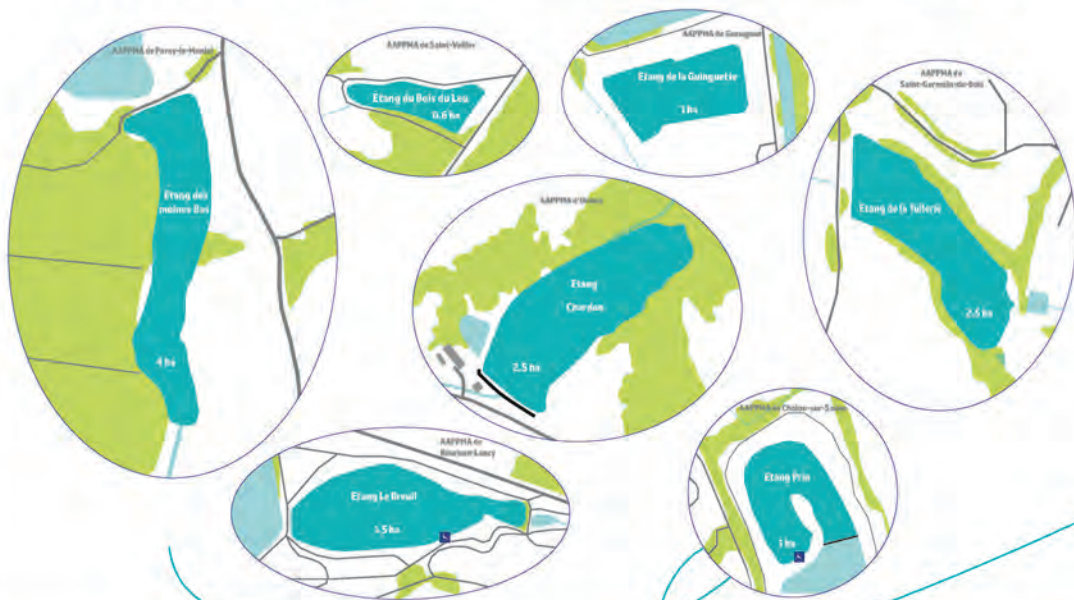 AAPPMA de Paray-le-Monial
Etang des
moines Bas
4 ha
AAPPMA de Saint-Vallier
Etang du Bois du Leu
0.6 ha
AAPPMA de Gueugnon
Etang de la Guinguette
1 ha
AAPPMA de
Saint-Germain-du-Bois
Etang de la Tuilerie
2.5 ha
AAPPMA d'
Etang
Chardon
2.5 ha
AAPPMA de
Bourbon-Lancy
Etang Le Breuil
1.5 ha
AAPPMA de Chalon-sur-Saone
Etang Prin
1 ha